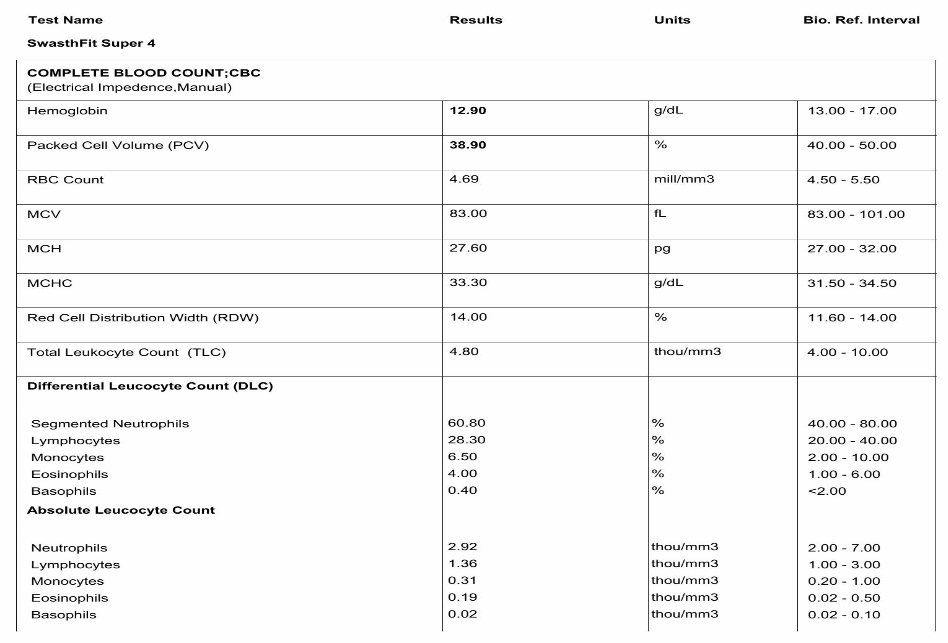 Test Name Results Units Bio. Ref. Interval
SwasthFit Super 4
COMPLETE BLOOD COUNT;CBC
(Electrical Impedence,Manual)
Hemoglobin 12.90 g/dL 13.00 - 17.00
Packed Cell Volume (PCV) 38.90 % 40.00 - 50.00
RBC Count 4.69 mill/mm3 4.50 - 5.50
MCV 83.00 fL 83.00 - 101.00
MCH 27.60 pg 27.00 - 32.00
MCHC 33.30 g/dL 31.50 - 34.50
Red Cell Distribution Width (RDW) 14.00 % 11.60 - 14.00
Total Leukocyte Count (TLC) 4.80 thou/mm3 4.00 - 10.00
Differential Leucocyte Count (DLC)
Segmented Neutrophils 60.80 % 40.00 - 80.00
Lymphocytes 28.30 % 20.00 - 40.00
Monocytes 6.50 % 2.00 - 10.00
Eosinophils 4.00 % 1.00 - 6.00
Basophils 0.40 % <2.00
Absolute Leucocyte Count
Neutrophils 2.92 thou/mm3 2.00 - 7.00
Lymphocytes 1.36 thou/mm3 1.00 - 3.00
Monocytes 0.31 thou/mm3 0.20 - 1.00
Eosinophils 0.19 thou/mm3 0.02 - 0.50
Basophils 0.02 thou/mm3 0.02 - 0.10